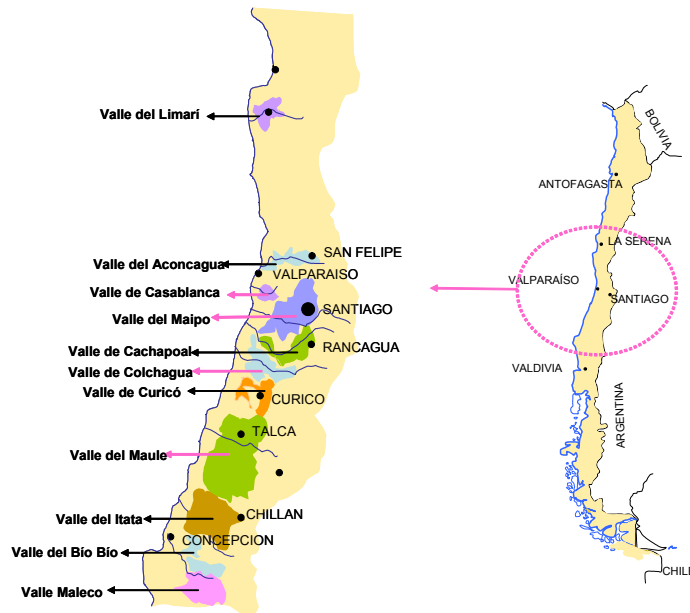 Valle del Limarí
Valle del Aconcagua
SAN FELIPE
VALPARAISO
Valle de Casablanca
SANTIAGO
Valle del Maipo
RANCAGUA
Valle de Cachapoal
Valle de Colchagua
Valle de Curicó
CURICO
TALCA
Valle del Maule
CHILLAN
Valle del Itata
CONCEPCION
Valle del Bío Bío
Valle Maleco
BOLIVIA
ANTOFAGASTA
LA SERENA
VALPARAÍSO
SANTIAGO
VALDIVIA
ARGENTINA
CHIL